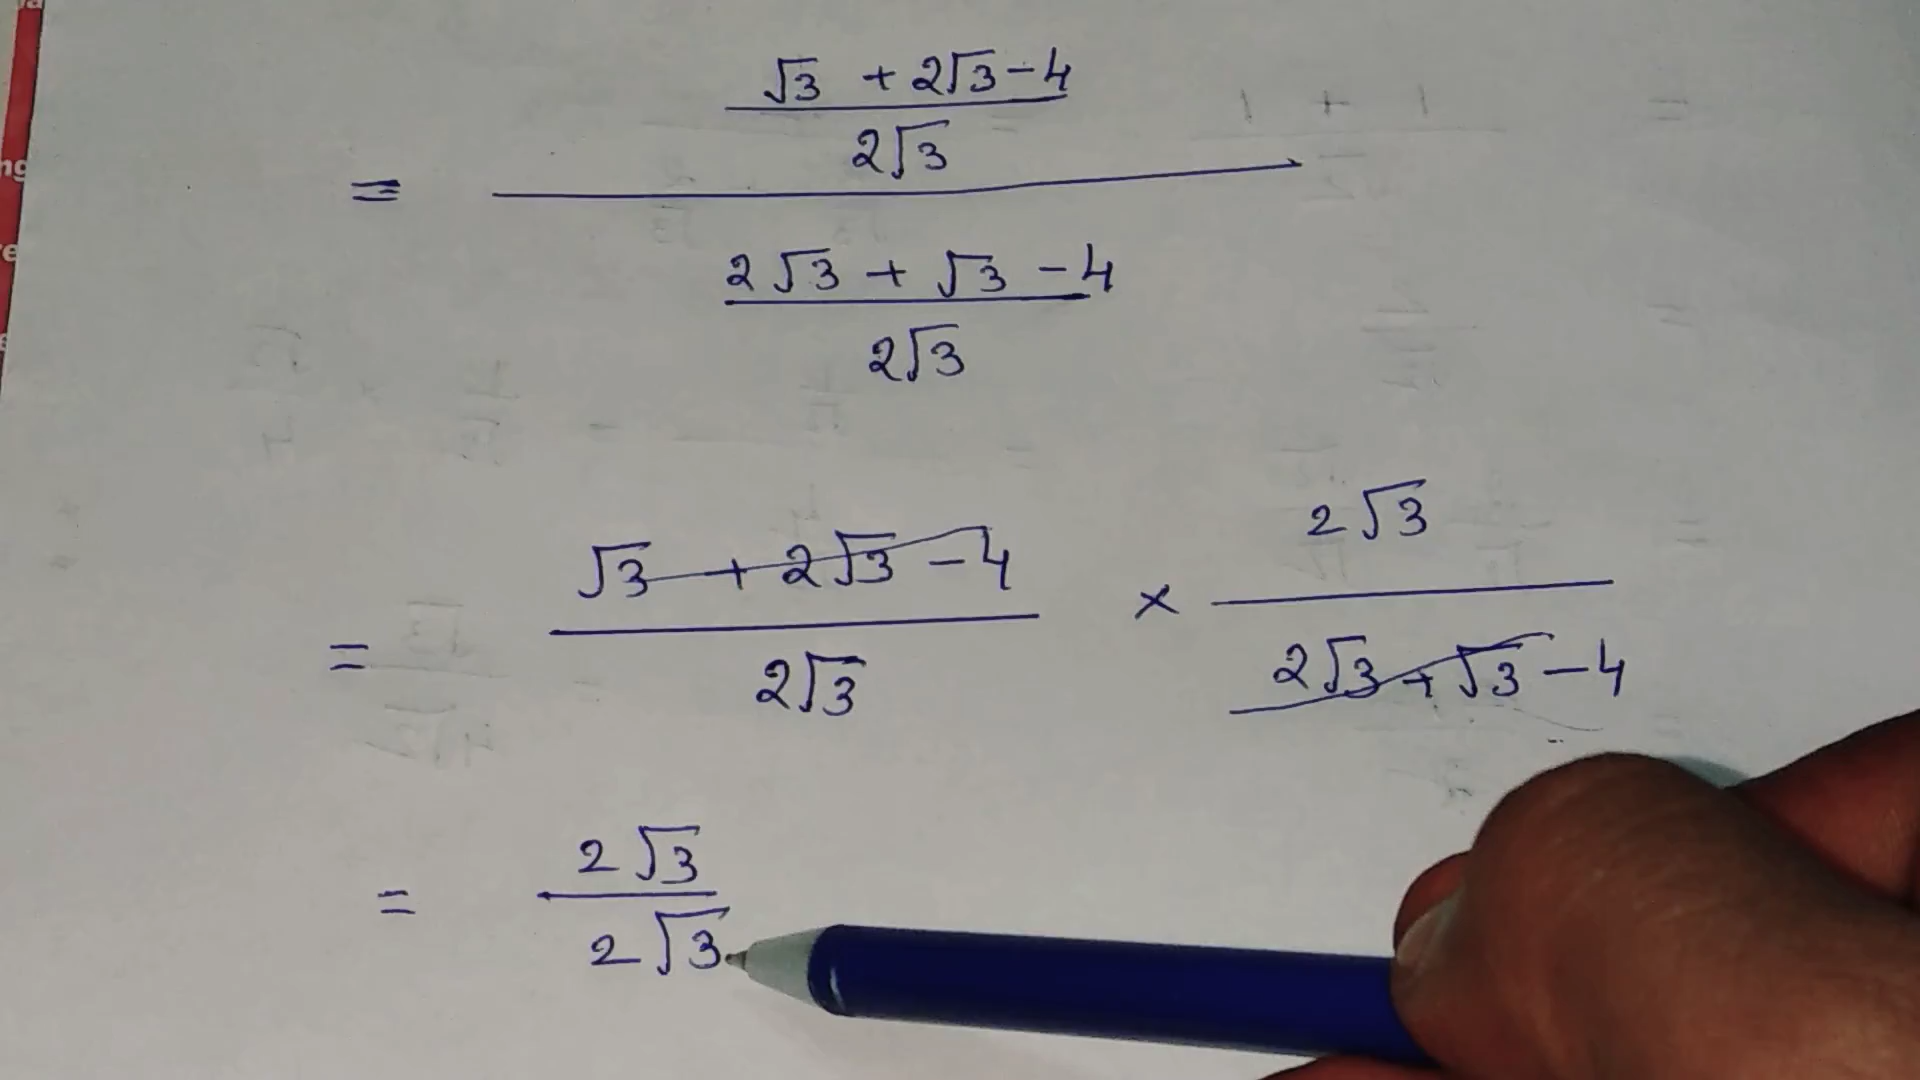 √3 + 2√3 - 4
2√3
=
2√3 + √3 - 4
2√3
√3 + 2√3 - 4
2√3
= ×
2√3
2√3 + √3 - 4
2√3
=
2√3